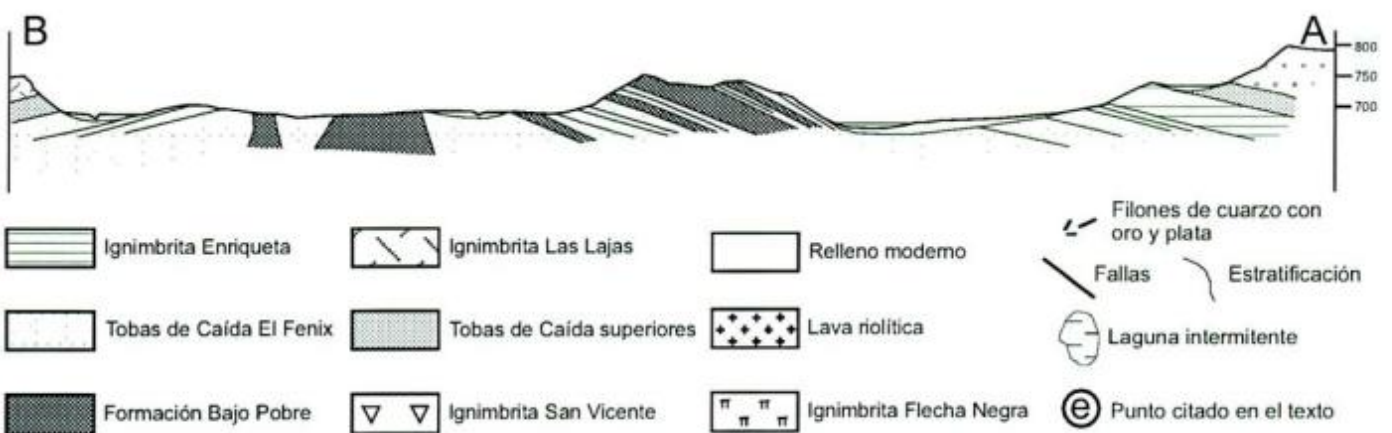 B
A
800
750
700
Ignimbrita Enriqueta
Ignimbrita Las Lajas
Relleno moderno
Filones de cuarzo con
oro y plata
Fallas
Estratificación
Tobas de Caída El Fenix
Tobas de Caída superiores
Lava riolítica
Laguna intermitente
Formación Bajo Pobre
Ignimbrita San Vicente
Ignimbrita Flecha Negra
e Punto citado en el texto